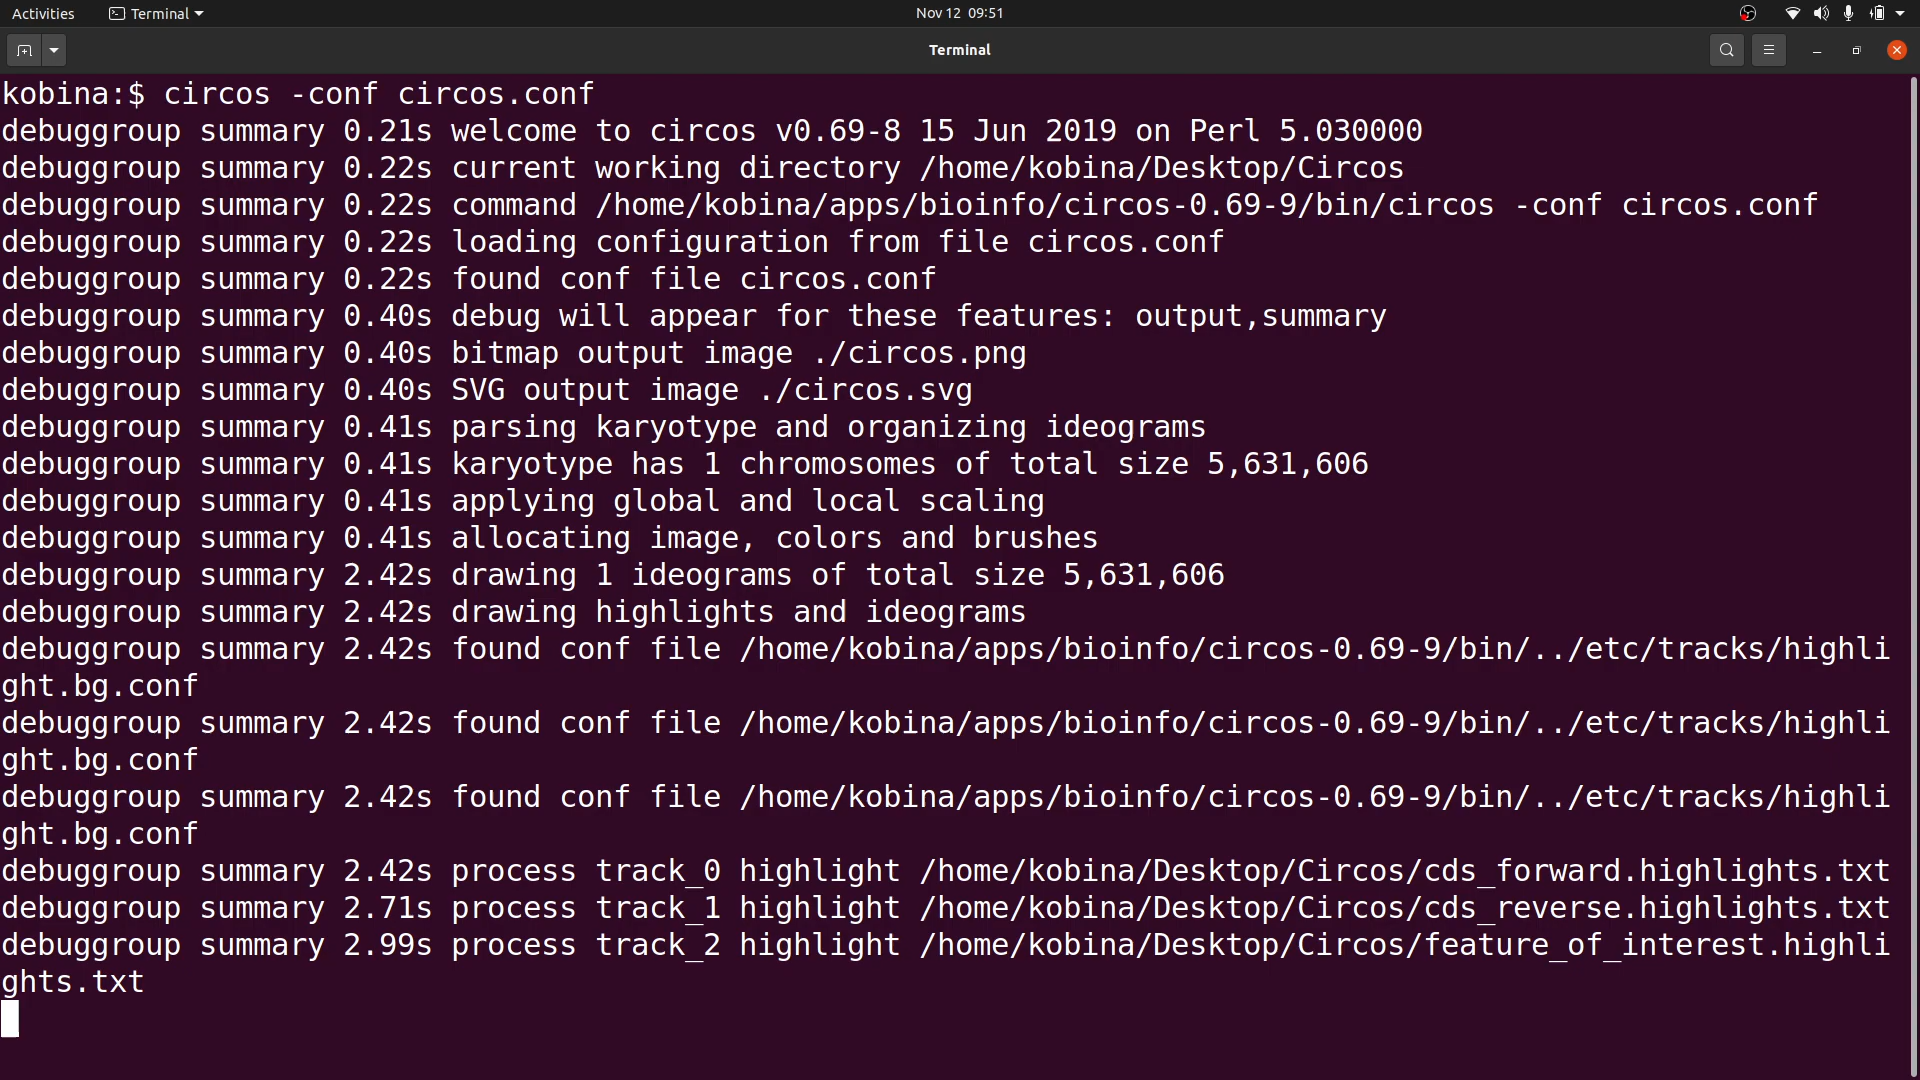 Activities Terminal Nov 12 09:51
Terminal
kobina:$ circos -conf circos.conf
debuggroup summary 0.21s welcome to circos v0.69-8 15 Jun 2019 on Perl 5.030000
debuggroup summary 0.22s current working directory /home/kobina/Desktop/Circos
debuggroup summary 0.22s command /home/kobina/apps/bioinfo/circos-0.69-9/bin/circos -conf circos.conf
debuggroup summary 0.22s loading configuration from file circos.conf
debuggroup summary 0.22s found conf file circos.conf
debuggroup summary 0.40s debug will appear for these features: output,summary
debuggroup summary 0.40s bitmap output image ./circos.png
debuggroup summary 0.40s SVG output image ./circos.svg
debuggroup summary 0.41s parsing karyotype and organizing ideograms
debuggroup summary 0.41s karyotype has 1 chromosomes of total size 5,631,606
debuggroup summary 0.41s applying global and local scaling
debuggroup summary 0.41s allocating image, colors and brushes
debuggroup summary 2.42s drawing 1 ideograms of total size 5,631,606
debuggroup summary 2.42s drawing highlights and ideograms
debuggroup summary 2.42s found conf file /home/kobina/apps/bioinfo/circos-0.69-9/bin/../etc/tracks/highli
ght.bg.conf
debuggroup summary 2.42s found conf file /home/kobina/apps/bioinfo/circos-0.69-9/bin/../etc/tracks/highli
ght.bg.conf
debuggroup summary 2.42s found conf file /home/kobina/apps/bioinfo/circos-0.69-9/bin/../etc/tracks/highli
ght.bg.conf
debuggroup summary 2.42s process track_0 highlight /home/kobina/Desktop/Circos/cds_forward.highlights.txt
debuggroup summary 2.71s process track_1 highlight /home/kobina/Desktop/Circos/cds_reverse.highlights.txt
debuggroup summary 2.99s process track_2 highlight /home/kobina/Desktop/Circos/feature_of_interest.highli
ghts.txt